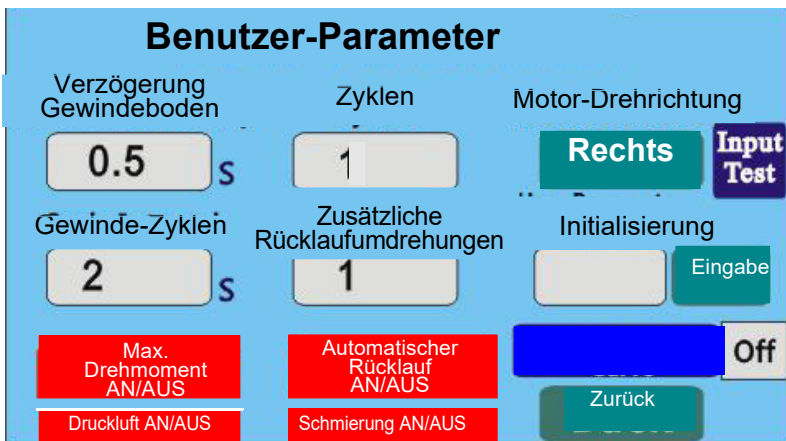 Benutzer-Parameter
Verzögerung
Gewindeboden
Zyklen
Motor-Drehrichtung
0.5 s
1
Rechts
Input
Test
Gewinde-Zyklen
Zusätzliche
Rücklaufumdrehungen
Initialisierung
2 s
1
Eingabe
Max.
Drehmoment
AN/AUS
Automatischer
Rücklauf
AN/AUS
Off
Druckluft AN/AUS
Schmierung AN/AUS
Zurück